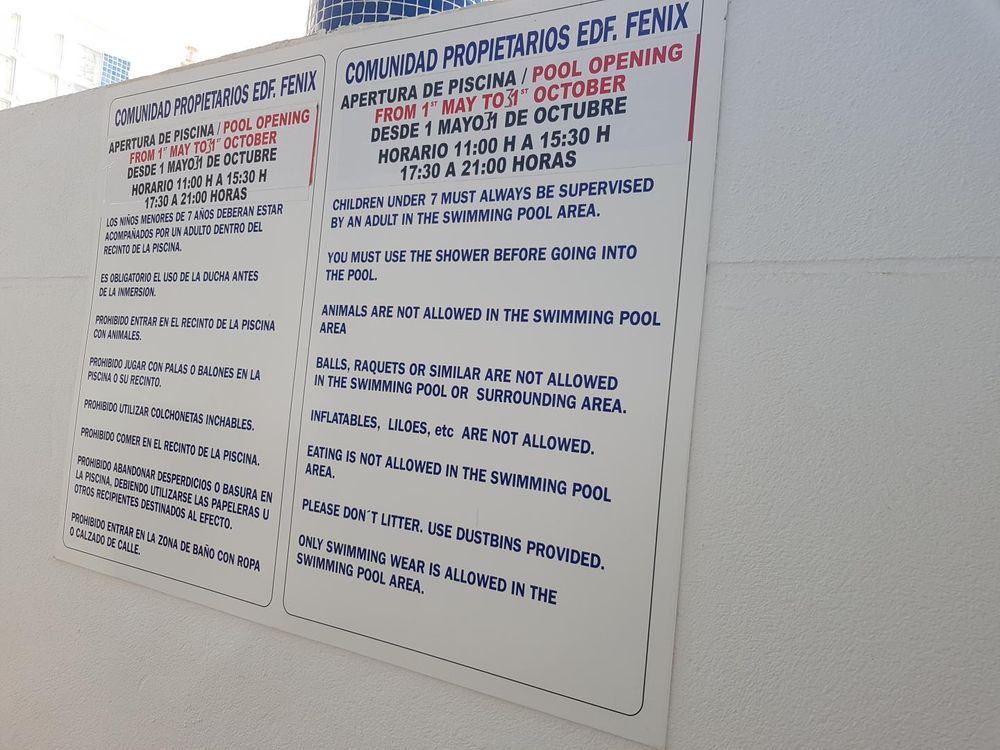 COMUNIDAD PROPIETARIOS EDF. FENIX
APERTURA DE PISCINA / POOL OPENING
FROM 1ST MAY TO 31ST OCTOBER
DESDE 1 MAYO 31 DE OCTUBRE
HORARIO 11:00 H A 15:30 H
17:30 A 21:00 HORAS
LOS NIÑOS MENORES DE 7 AÑOS DEBERAN ESTAR
ACOMPAÑADOS POR UN ADULTO DENTRO DEL
RECINTO DE LA PISCINA.
ES OBLIGATORIO EL USO DE LA DUCHA ANTES
DE LA INMERSION.
PROHIBIDO ENTRAR EN EL RECINTO DE LA PISCINA
CON ANIMALES.
PROHIBIDO JUGAR CON PALAS O BALONES EN LA
PISCINA O SU RECINTO.
PROHIBIDO UTILIZAR COLCHONETAS INCHABLES.
PROHIBIDO COMER EN EL RECINTO DE LA PISCINA.
PROHIBIDO ABANDONAR DESPERDICIOS O BASURA EN
LA PISCINA, DEBIENDO UTILIZARSE LAS PAPELERAS U
OTROS RECIPIENTES DESTINADOS AL EFECTO.
PROHIBIDO ENTRAR EN LA ZONA DE BAÑO CON ROPA
O CALZADO DE CALLE.
COMUNIDAD PROPIETARIOS EDF. FENIX
APERTURA DE PISCINA / POOL OPENING
FROM 1ST MAY TO 31ST OCTOBER
DESDE 1 MAYO 31 DE OCTUBRE
HORARIO 11:00 H A 15:30 H
17:30 A 21:00 HORAS
CHILDREN UNDER 7 MUST ALWAYS BE SUPERVISED
BY AN ADULT IN THE SWIMMING POOL AREA.
YOU MUST USE THE SHOWER BEFORE GOING INTO
THE POOL.
ANIMALS ARE NOT ALLOWED IN THE SWIMMING POOL
AREA
BALLS, RAQUETS OR SIMILAR ARE NOT ALLOWED
IN THE SWIMMING POOL OR SURROUNDING AREA.
INFLATABLES, LILOES, etc ARE NOT ALLOWED.
EATING IS NOT ALLOWED IN THE SWIMMING POOL
AREA.
PLEASE DON´T LITTER. USE DUSTBINS PROVIDED.
ONLY SWIMMING WEAR IS ALLOWED IN THE
SWIMMING POOL AREA.